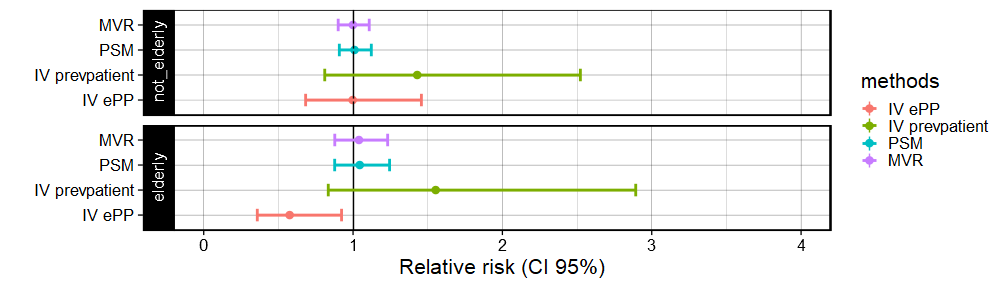 not_elderly
MVR
PSM
IV prevpatient
IV ePP
elderly
MVR
PSM
IV prevpatient
IV ePP
0 1 2 3 4
Relative risk (CI 95%)
methods
IV ePP
IV prevpatient
PSM
MVR